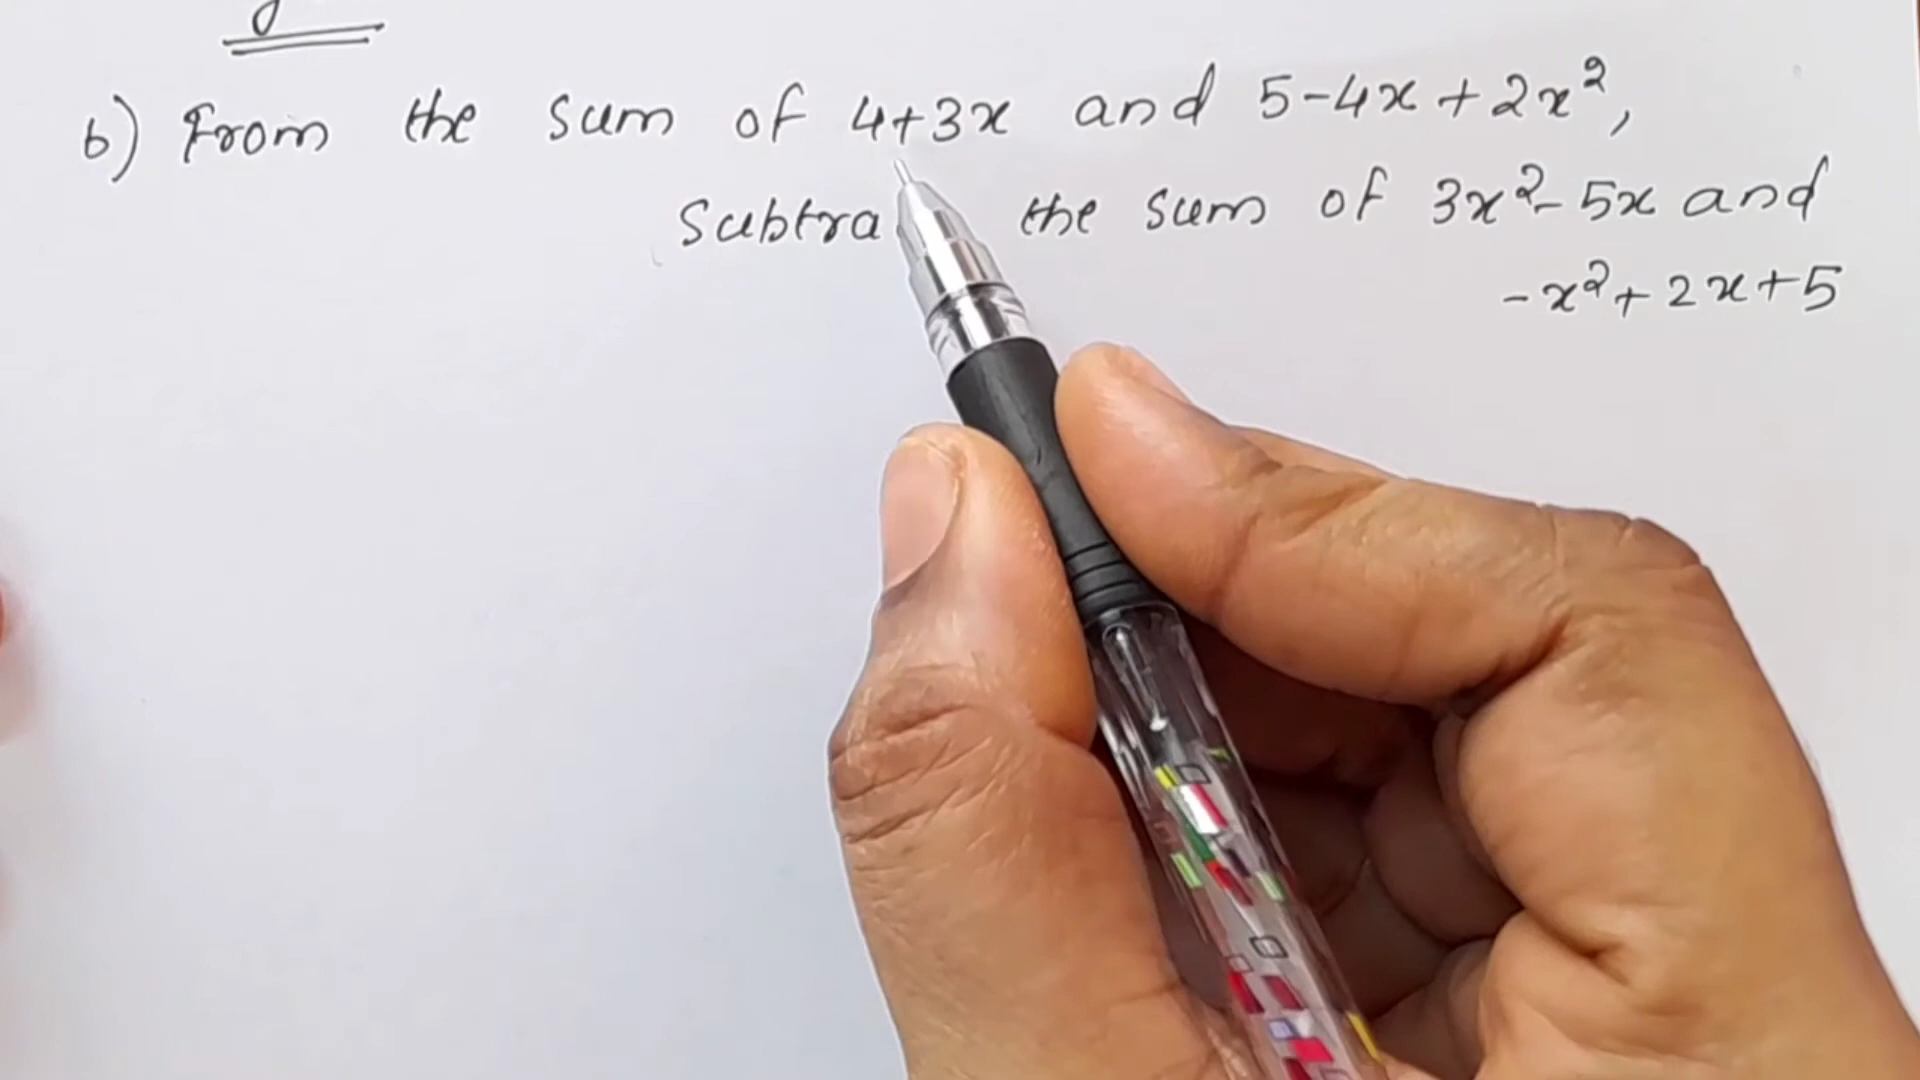 b) From the sum of 4+3x and 5-4x+2x²,
Subtra the sum of 3x²-5x and
-x²+2x+5